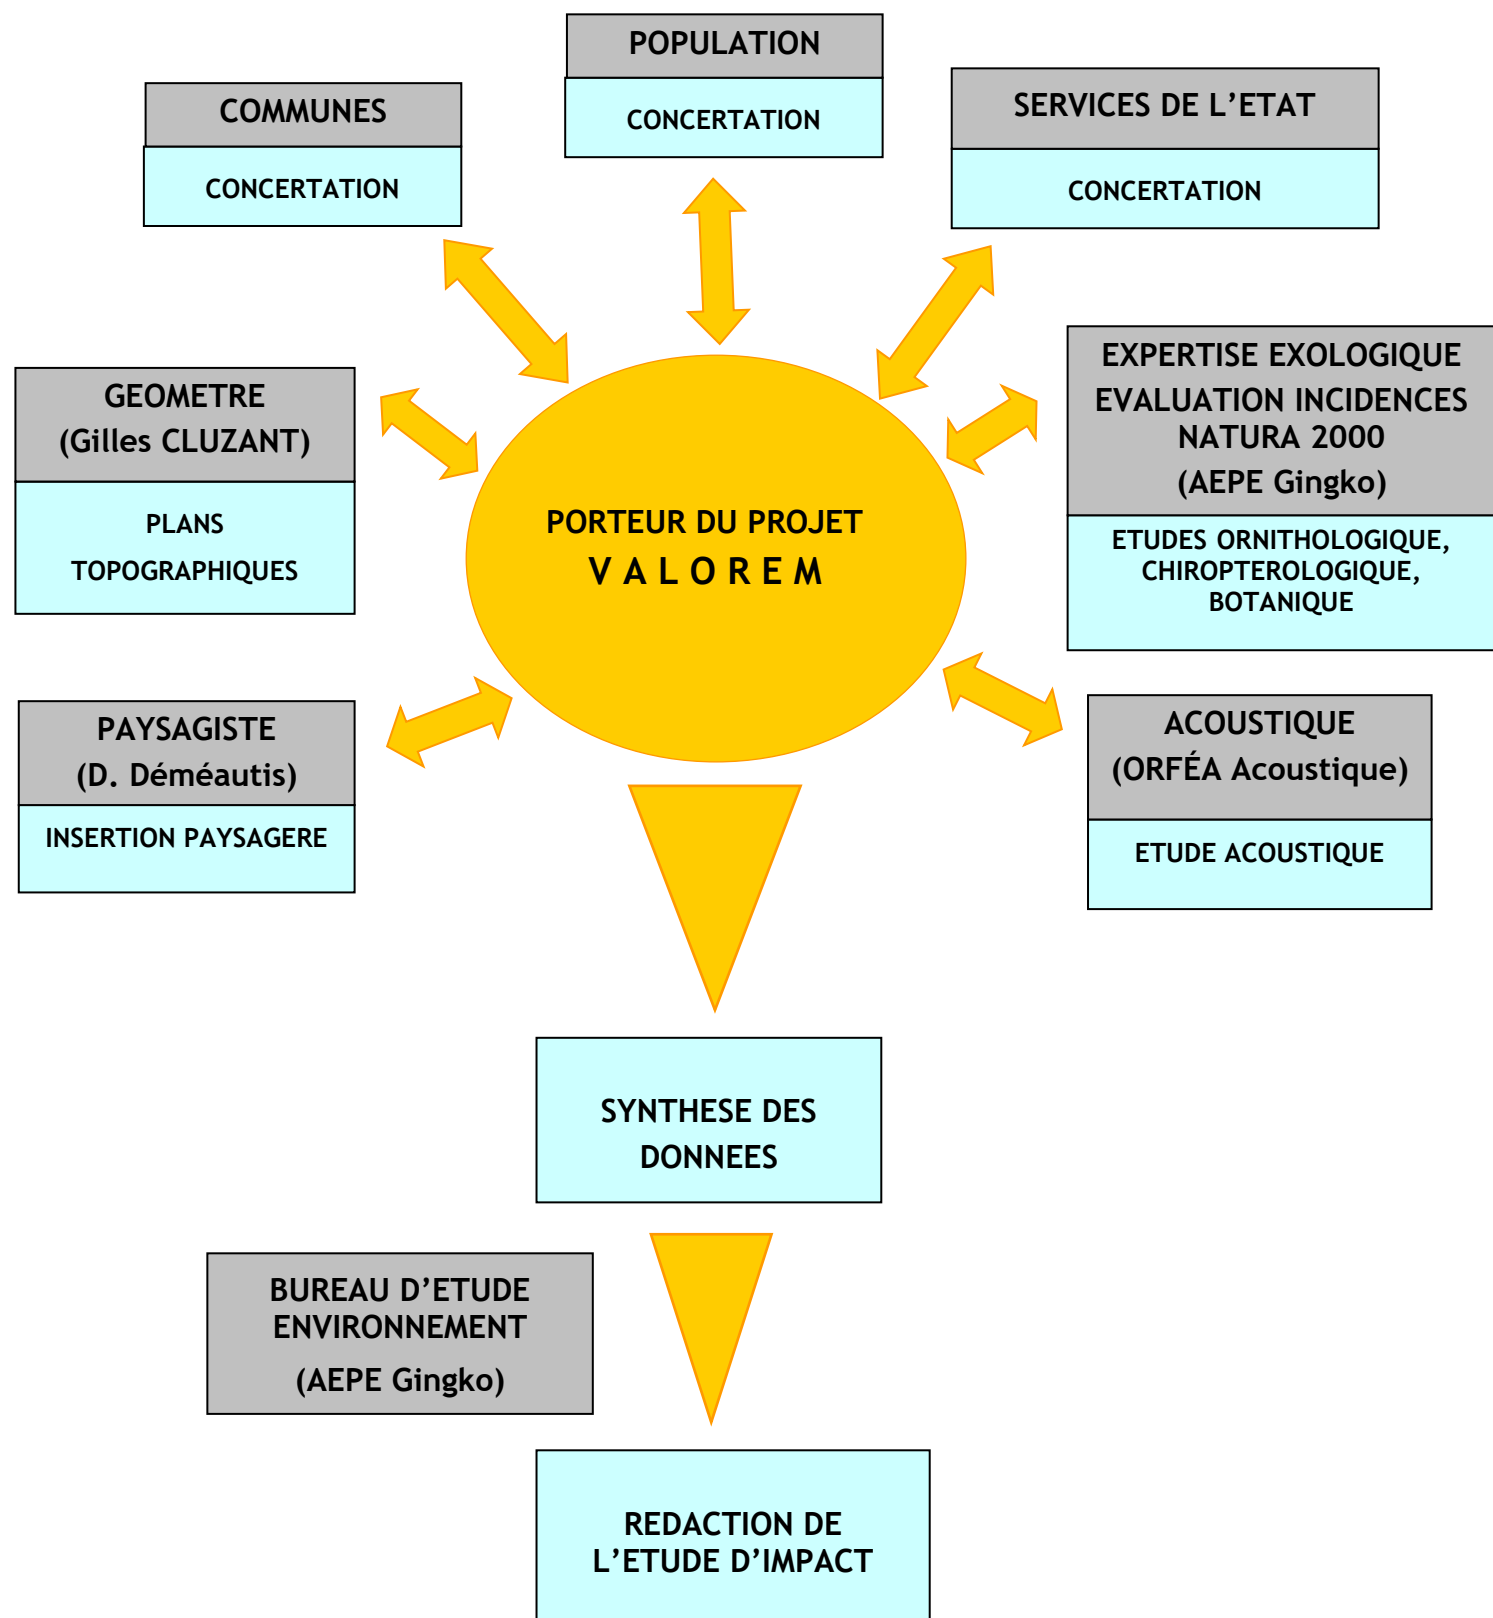 POPULATION
CONCERTATION
COMMUNES
CONCERTATION
SERVICES DE L’ETAT
CONCERTATION
GEOMETRE
(Gilles CLUZANT)
PLANS
TOPOGRAPHIQUES
EXPERTISE EXOLOGIQUE
EVALUATION INCIDENCES
NATURA 2000
(AEPE Gingko)
ETUDES ORNITHOLOGIQUE,
CHIROPTEROLOGIQUE,
BOTANIQUE
PORTEUR DU PROJET
V A L O R E M
PAYSAGISTE
(D. Déméautis)
INSERTION PAYSAGERE
ACOUSTIQUE
(ORFÉA Acoustique)
ETUDE ACOUSTIQUE
SYNTHESE DES
DONNEES
BUREAU D’ETUDE
ENVIRONNEMENT
(AEPE Gingko)
REDACTION DE
L’ETUDE D’IMPACT